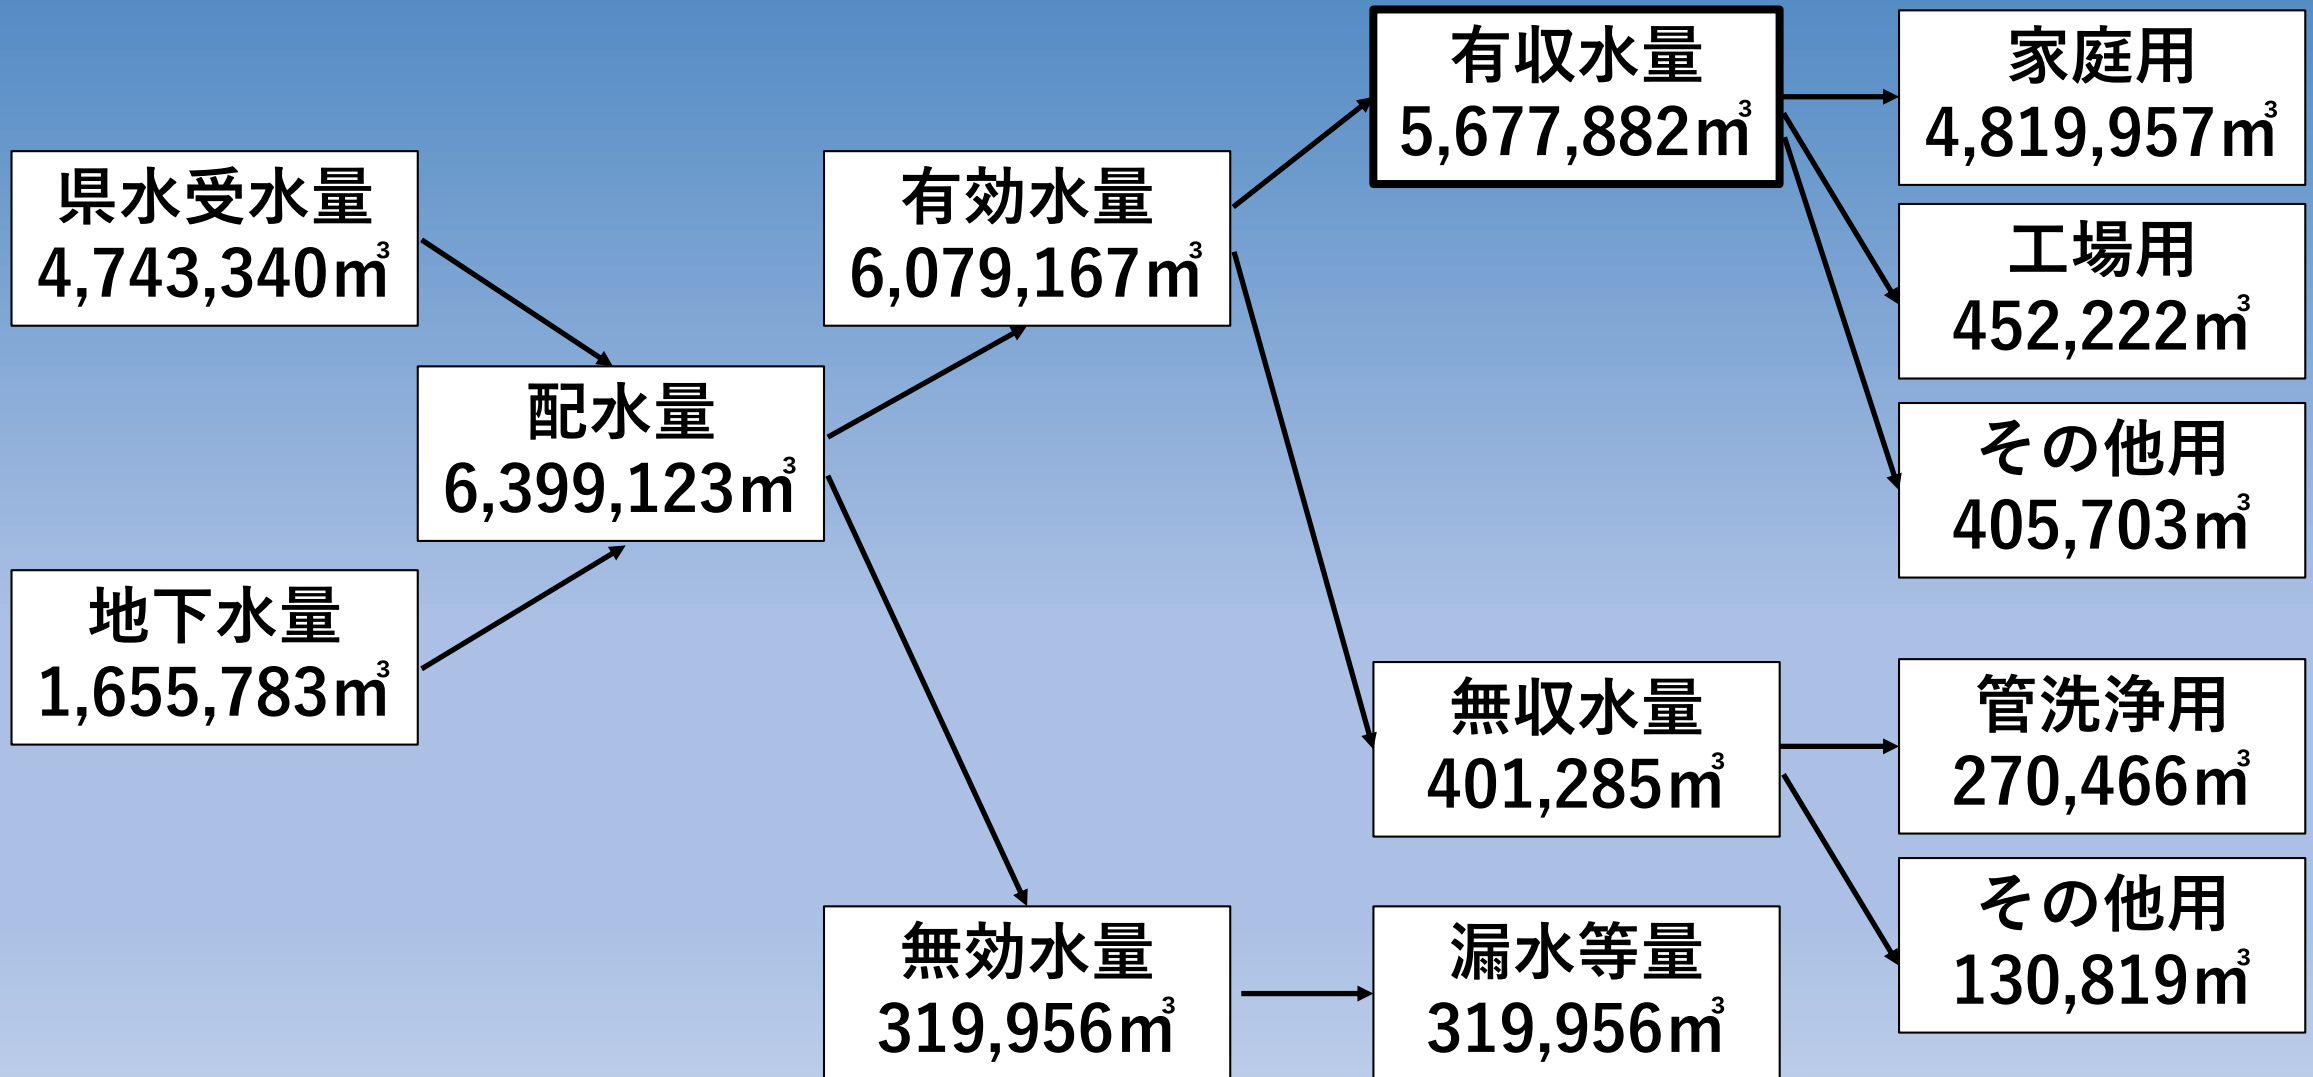 県水受水量
4,743,340㎥
地下水量
1,655,783㎥
配水量
6,399,123㎥
有効水量
6,079,167㎥
無効水量
319,956㎥
有収水量
5,677,882㎥
無収水量
401,285㎥
漏水等量
319,956㎥
家庭用
4,819,957㎥
工場用
452,222㎥
その他用
405,703㎥
管洗浄用
270,466㎥
その他用
130,819㎥